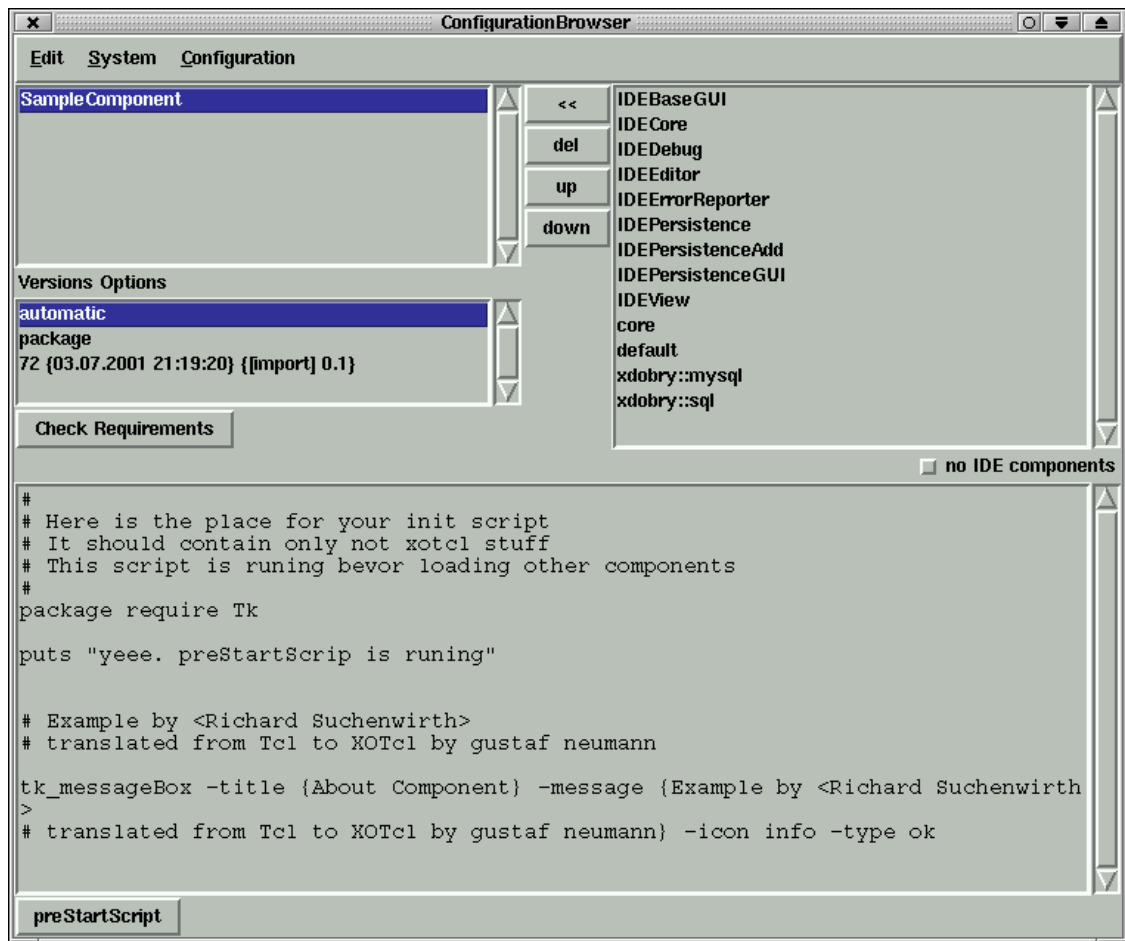 ConfigurationBrowser
Edit System Configuration
SampleComponent
<<
del
up
down
IDEBaseGUI
IDECore
IDEDebug
IDEEditor
IDEErrorReporter
IDEPersistence
IDEPersistenceAdd
IDEPersistenceGUI
IDEView
core
default
xdobry::mysql
xdobry::sql
Versions Options
automatic
package
72 {03.07.2001 21:19:20} {[import] 0.1}
Check Requirements
no IDE components
#
# Here is the place for your init script
# It should contain only not xotcl stuff
# This script is runing bevor loading other components
#
package require Tk
puts "yeee. preStartScrip is runing"
# Example by <Richard Suchenwirth>
# translated from Tcl to XOTcl by gustaf neumann
tk_messageBox -title {About Component} -message {Example by <Richard Suchenwirth
>
# translated from Tcl to XOTcl by gustaf neumann} -icon info -type ok
preStartScript